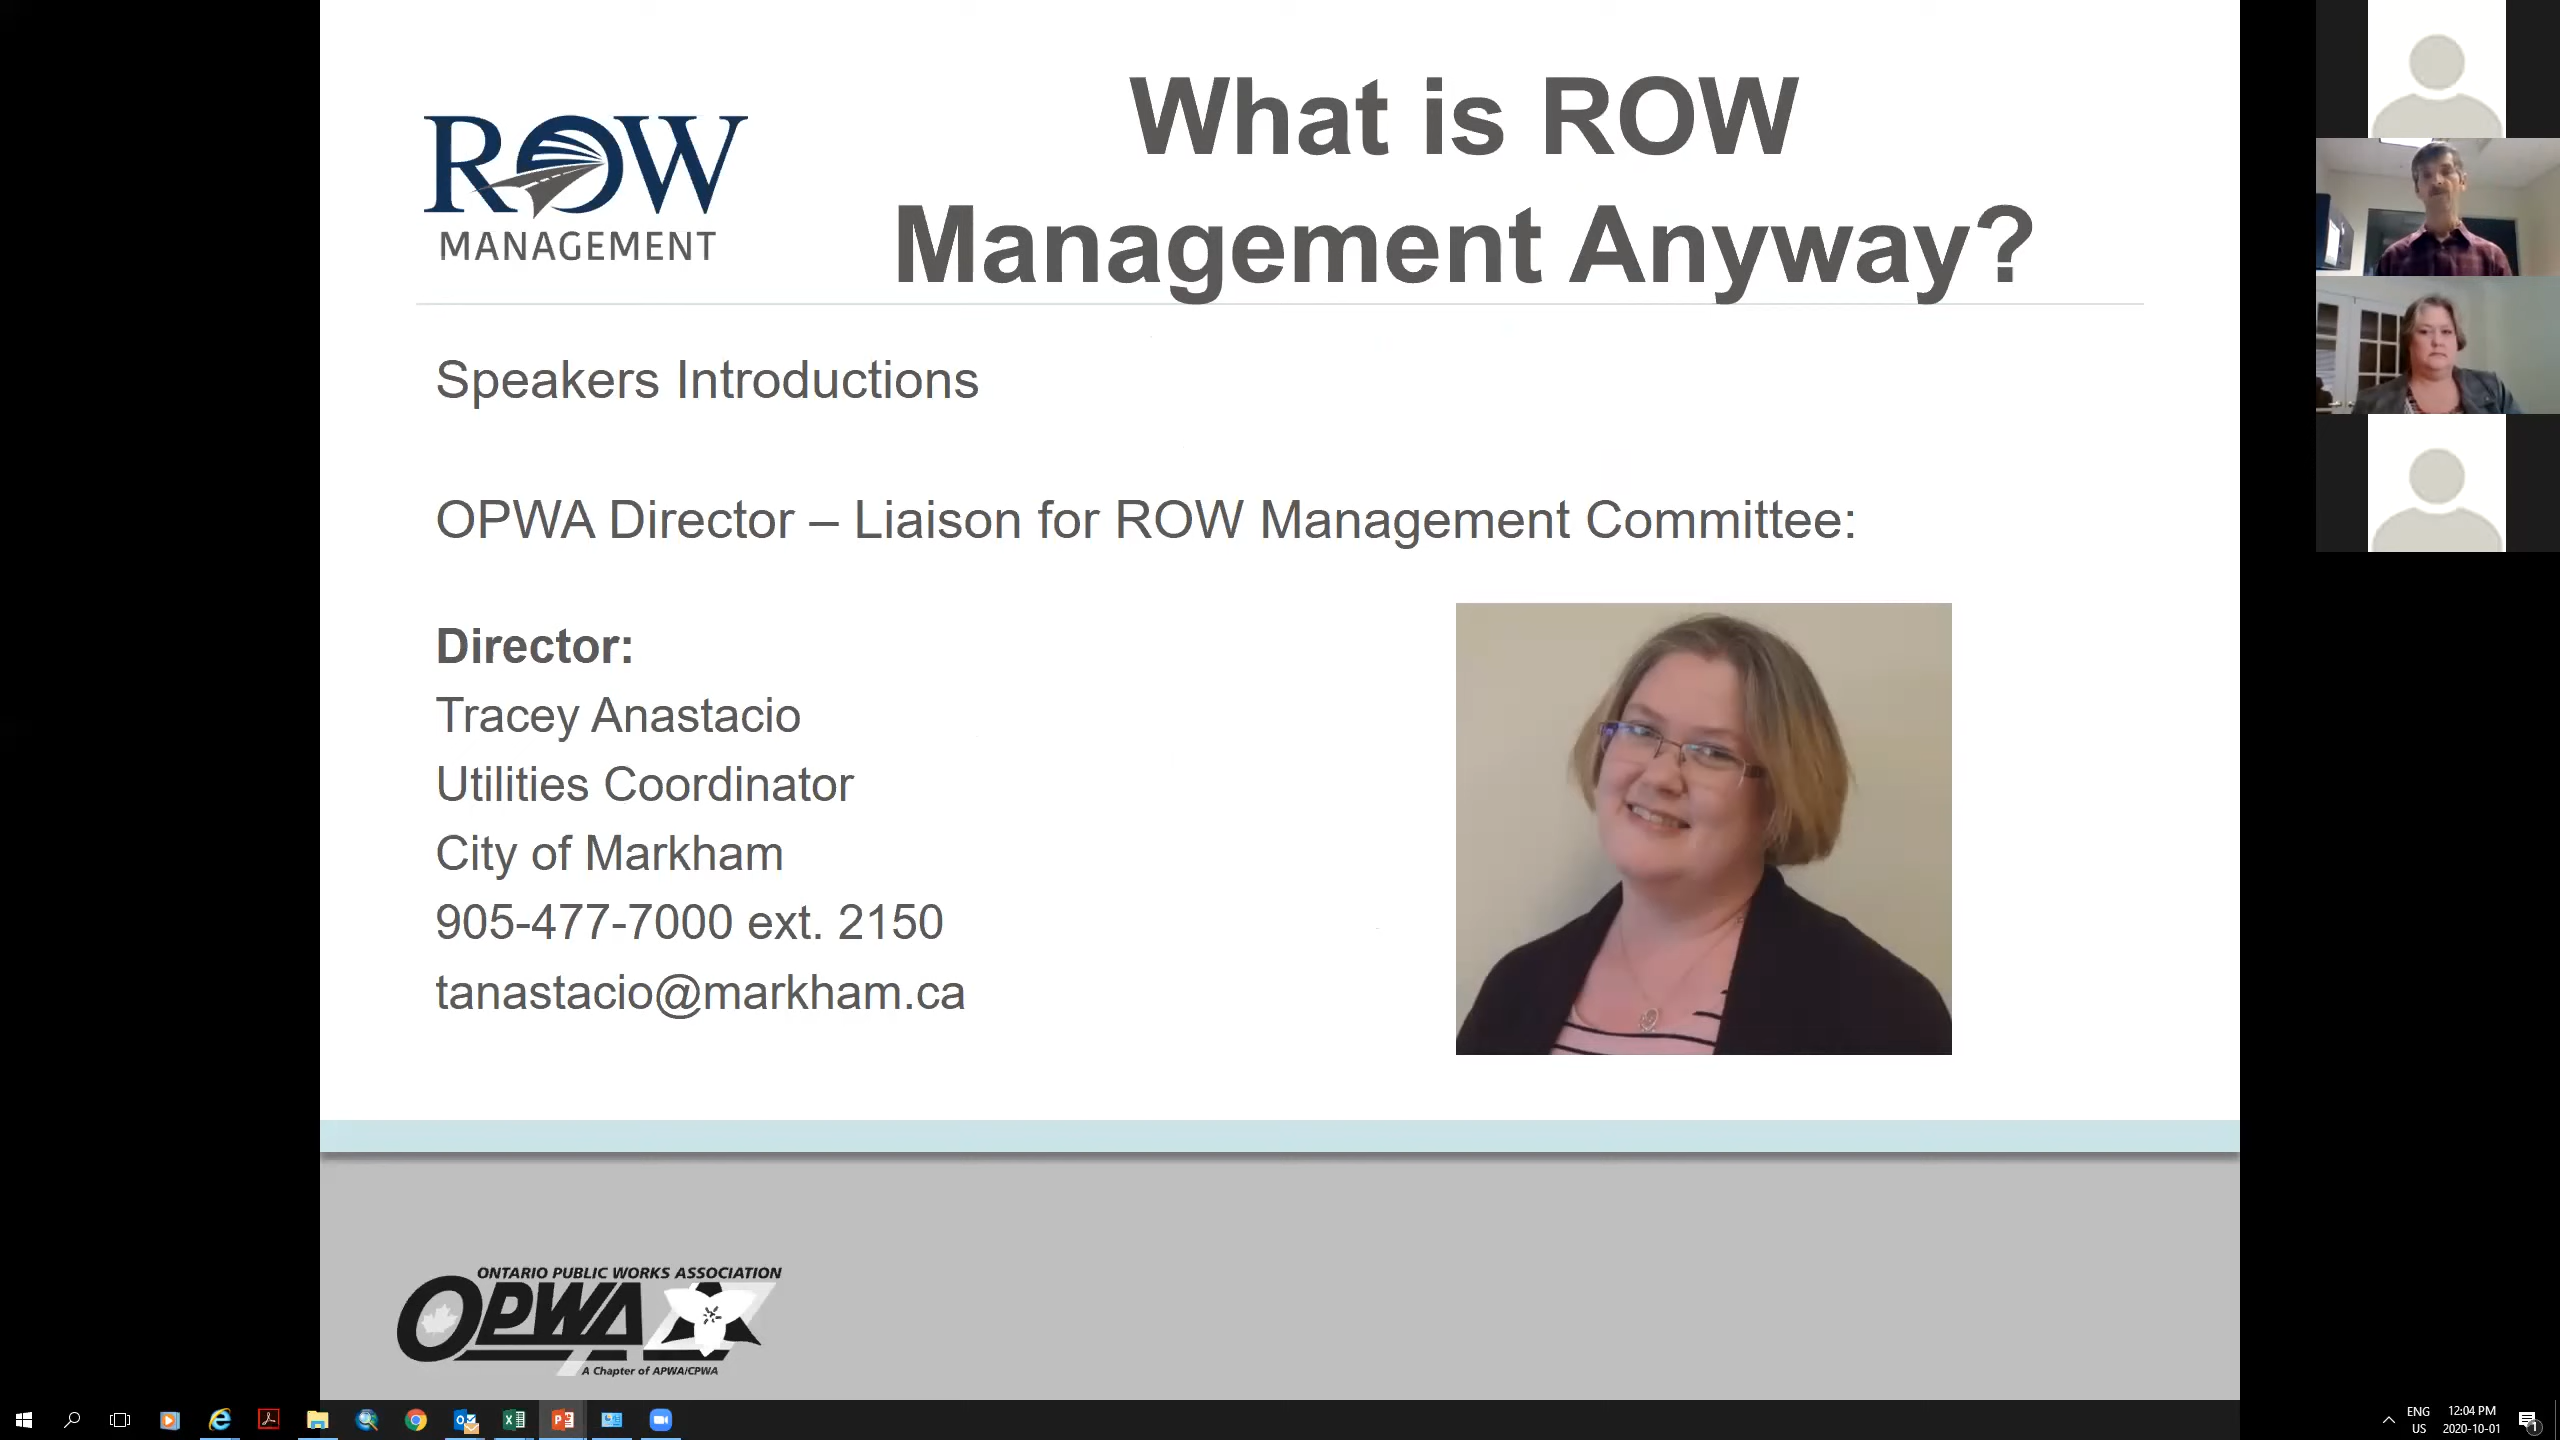 ROW
MANAGEMENT
What is ROW
Management Anyway?
Speakers Introductions
OPWA Director – Liaison for ROW Management Committee:
Director:
Tracey Anastacio
Utilities Coordinator
City of Markham
905-477-7000 ext. 2150
tanastacio@markham.ca
ONTARIO PUBLIC WORKS ASSOCIATION
OPWA
A Chapter of APWA/CPWA
ENG
US
12:04 PM
2020-10-01
1